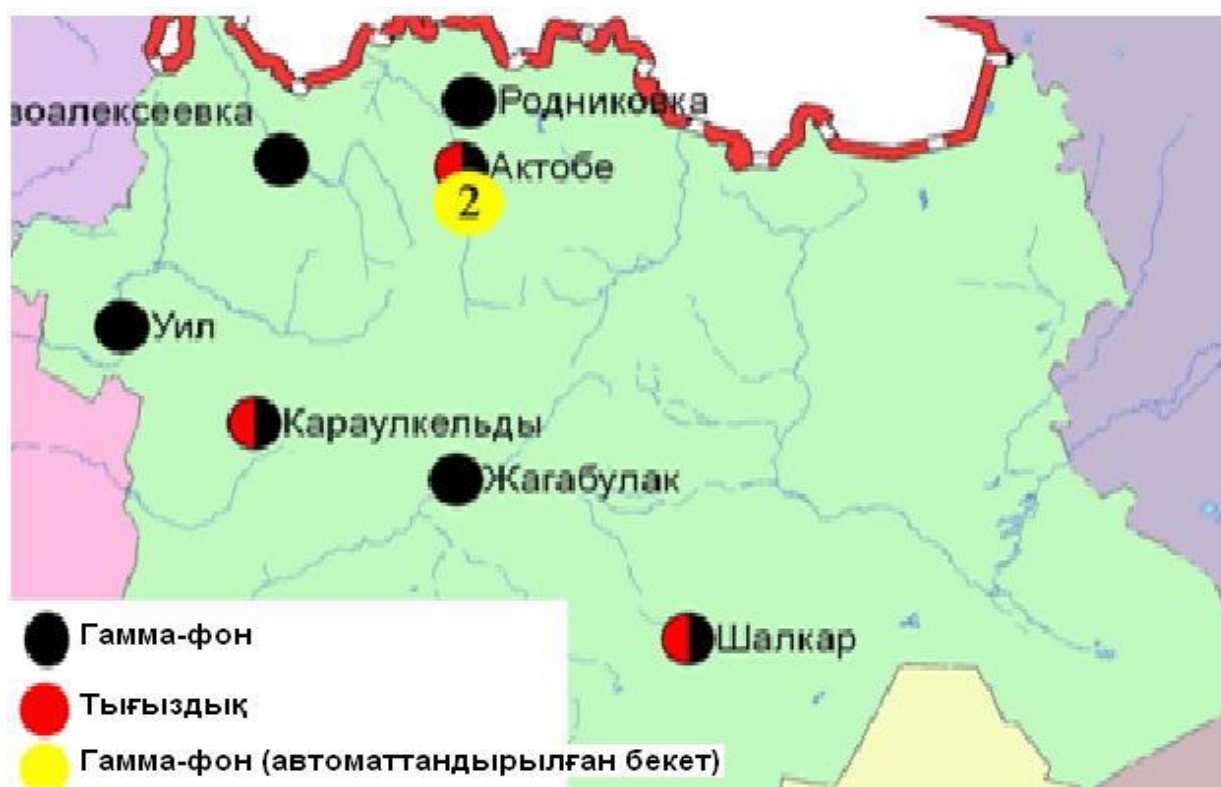 Родниковка
воалексеевка
Актобе
2
Уил
Караулкельды
Жагабулак
Шалкар
Гамма-фон
Тығыздық
Гамма-фон (автоматтандырылған бекет)